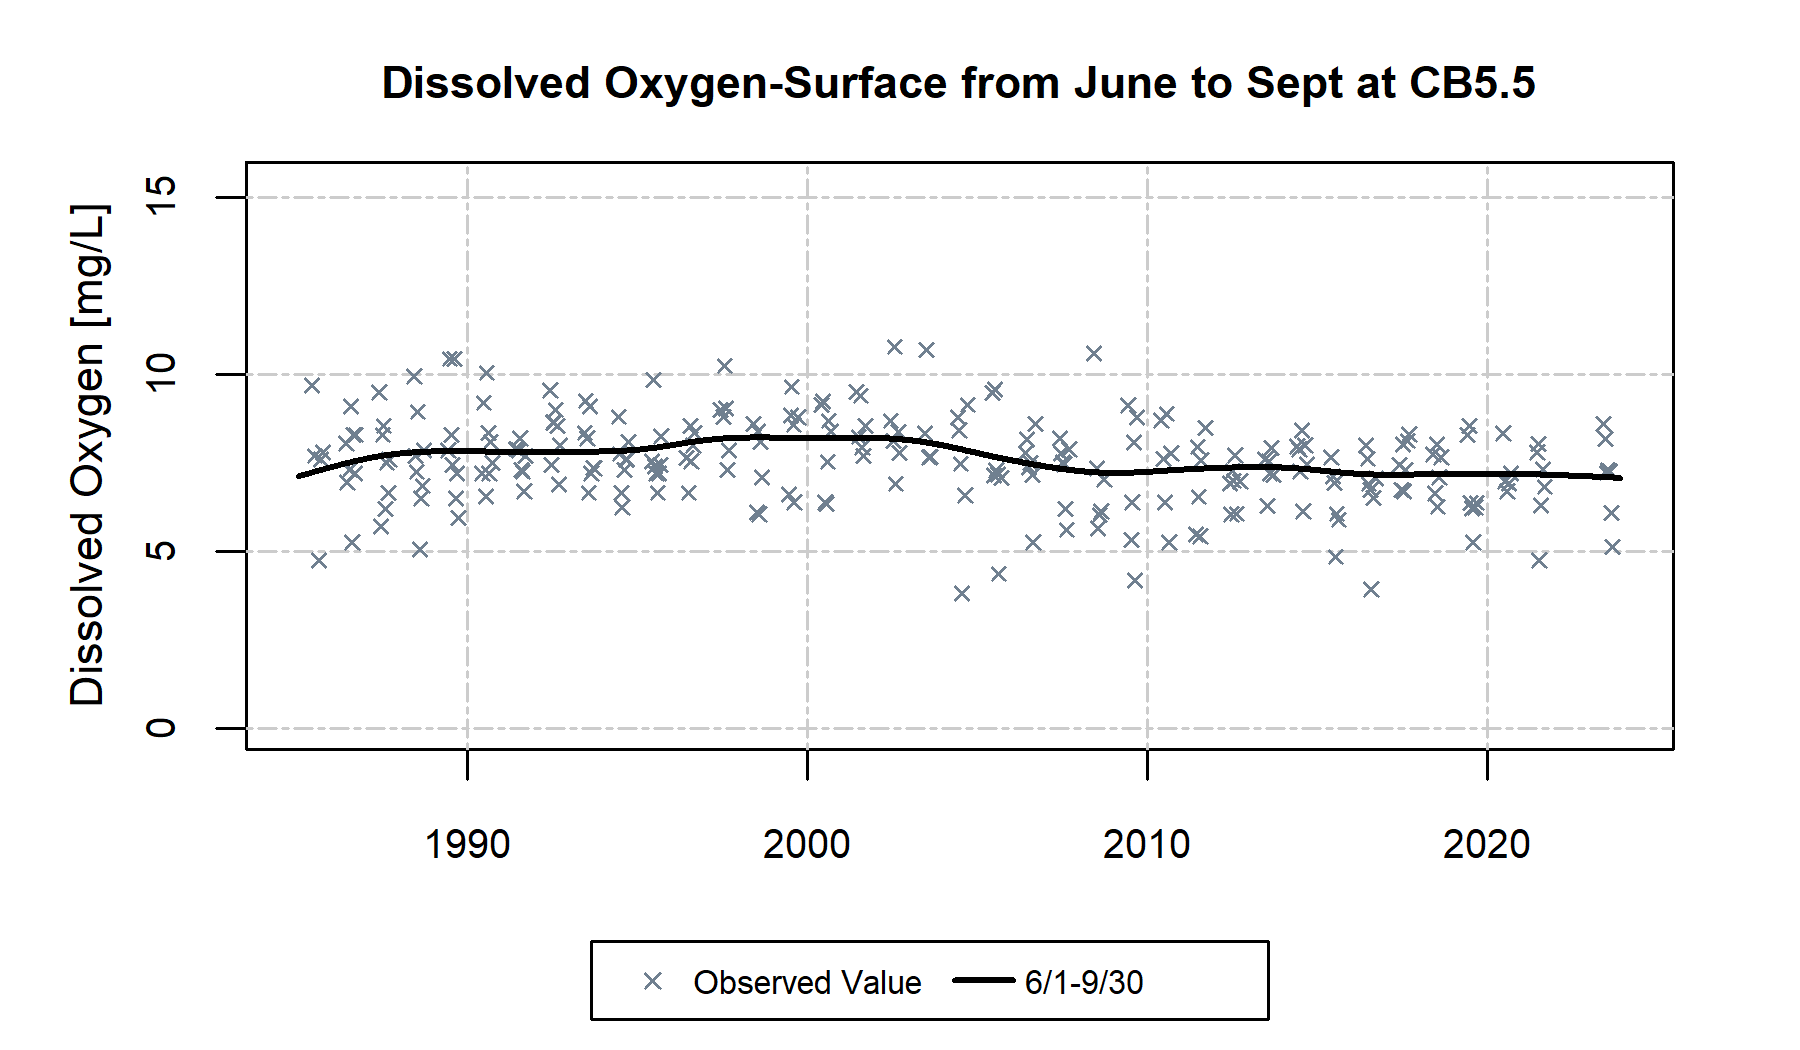 Dissolved Oxygen-Surface from June to Sept at CB5.5
Dissolved Oxygen [mg/L]
15
10
5
0
1990 2000 2010 2020
Observed Value 6/1-9/30